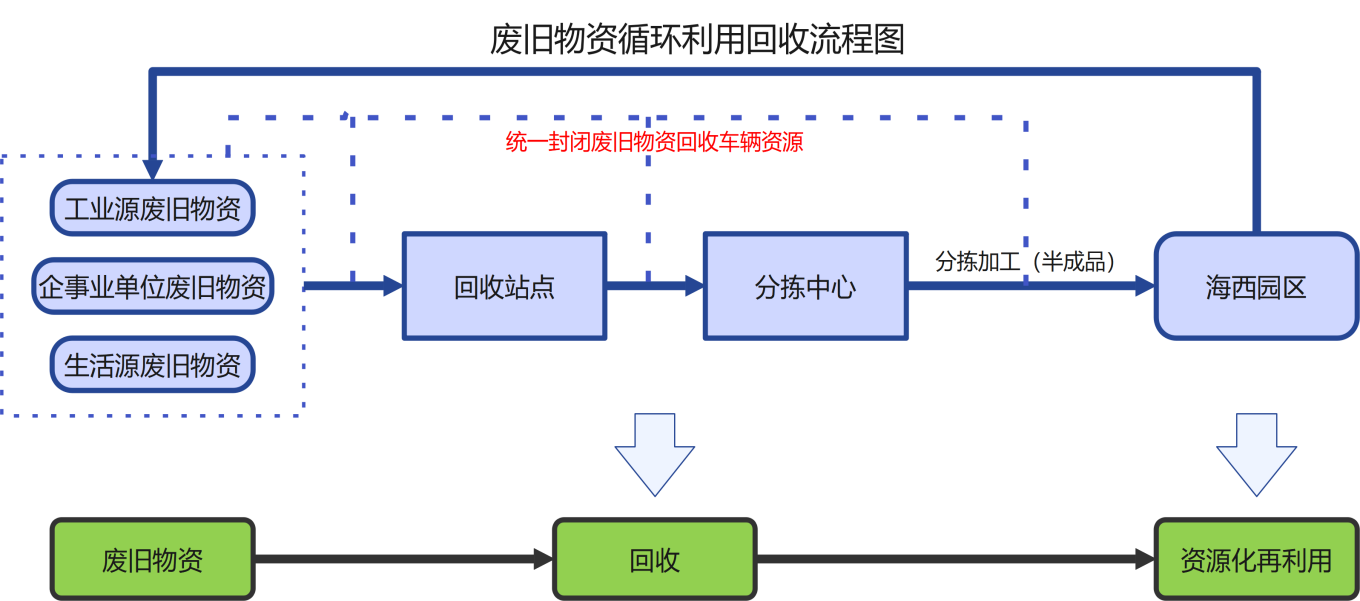 废旧物资循环利用回收流程图
统一封闭废旧物资回收车辆资源
工业源废旧物资
企事业单位废旧物资
生活源废旧物资
回收站点
分拣中心
分拣加工（半成品）
海西园区
废旧物资
回收
资源化再利用